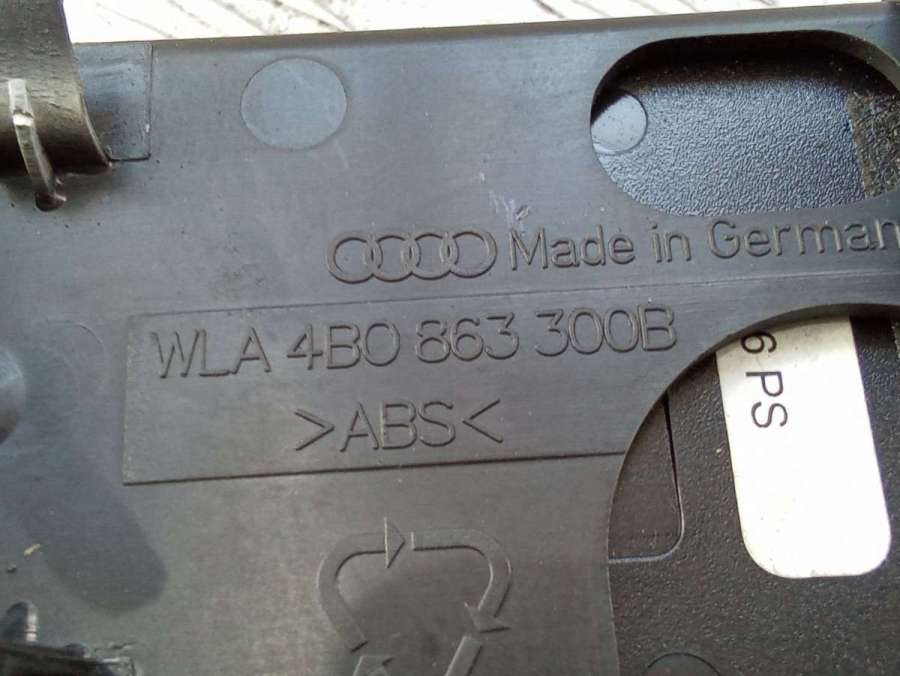 Made in German
WLA 4B0 863 300B
>ABS<
6 PS